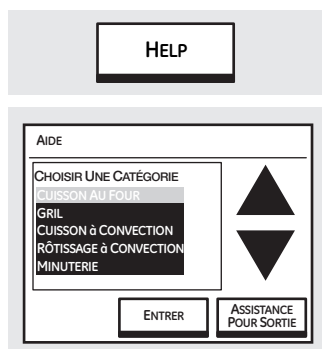 HELP
AIDE
CHOISIR UNE CATÉGORIE
CUISSON AU FOUR
GRIL
CUISSON à CONVECTION
RÔTISSAGE à CONVECTION
MINUTERIE
ENTRER
ASSISTANCE
POUR SORTIE